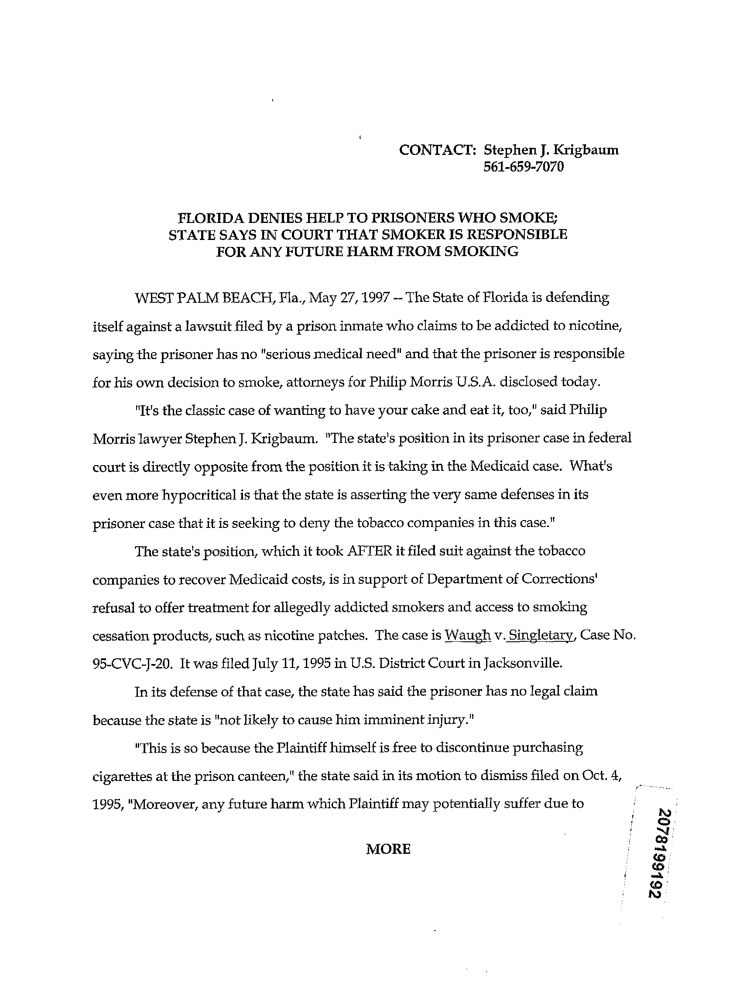 CONTACT: Stephen J. Krigbaum
561-659-7070
FLORIDA DENIES HELP TO PRISONERS WHO SMOKE;
STATE SAYS IN COURT THAT SMOKER IS RESPONSIBLE
FOR ANY FUTURE HARM FROM SMOKING
WEST PALM BEACH, Fla., May 27, 1997 -- The State of Florida is defending
itself against a lawsuit filed by a prison inmate who claims to be addicted to nicotine,
saying the prisoner has no "serious medical need" and that the prisoner is responsible
for his own decision to smoke, attorneys for Philip Morris U.S.A. disclosed today.
"It's the classic case of wanting to have your cake and eat it, too," said Philip
Morris lawyer Stephen J. Krigbaum. "The state's position in its prisoner case in federal
court is directly opposite from the position it is taking in the Medicaid case. What's
even more hypocritical is that the state is asserting the very same defenses in its
prisoner case that it is seeking to deny the tobacco companies in this case."
The state's position, which it took AFTER it filed suit against the tobacco
companies to recover Medicaid costs, is in support of Department of Corrections'
refusal to offer treatment for allegedly addicted smokers and access to smoking
cessation products, such as nicotine patches. The case is Waugh v. Singletary, Case No.
95-CVC-J-20. It was filed July 11, 1995 in U.S. District Court in Jacksonville.
In its defense of that case, the state has said the prisoner has no legal claim
because the state is "not likely to cause him imminent injury."
"This is so because the Plaintiff himself is free to discontinue purchasing
cigarettes at the prison canteen," the state said in its motion to dismiss filed on Oct. 4,
1995, "Moreover, any future harm which Plaintiff may potentially suffer due to
MORE
2078199192